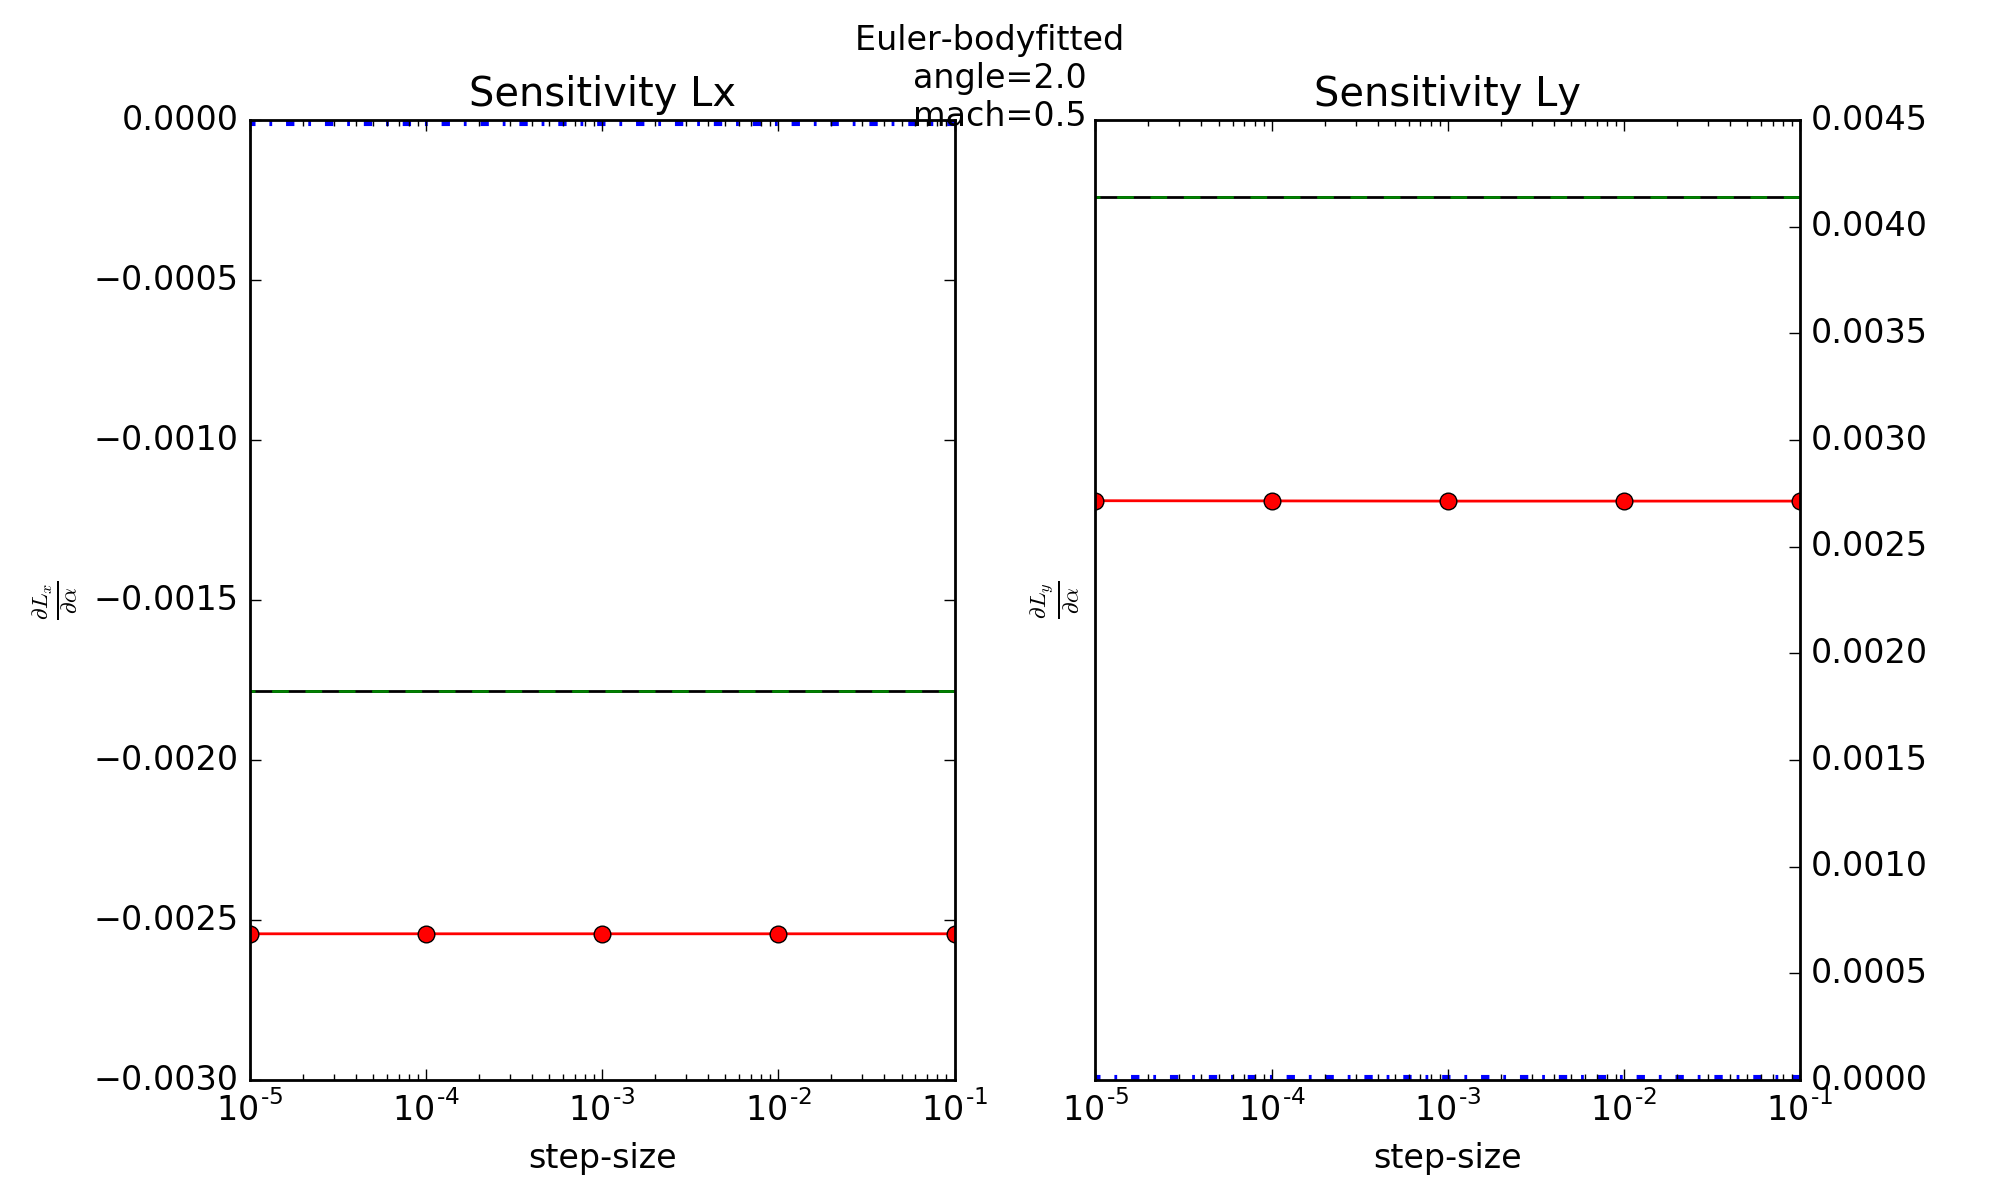 Euler-bodyfitted
angle=2.0
mach=0.5
Sensitivity Lx
0.0000
−0.0005
−0.0010
−0.0015
−0.0020
−0.0025
−0.0030
∂Lₓ/∂α
10⁻⁵ 10⁻⁴ 10⁻³ 10⁻² 10⁻¹
step-size
Sensitivity Ly
∂L_y/∂α
0.0045
0.0040
0.0035
0.0030
0.0025
0.0020
0.0015
0.0010
0.0005
0.0000
10⁻⁵ 10⁻⁴ 10⁻³ 10⁻² 10⁻¹
step-size